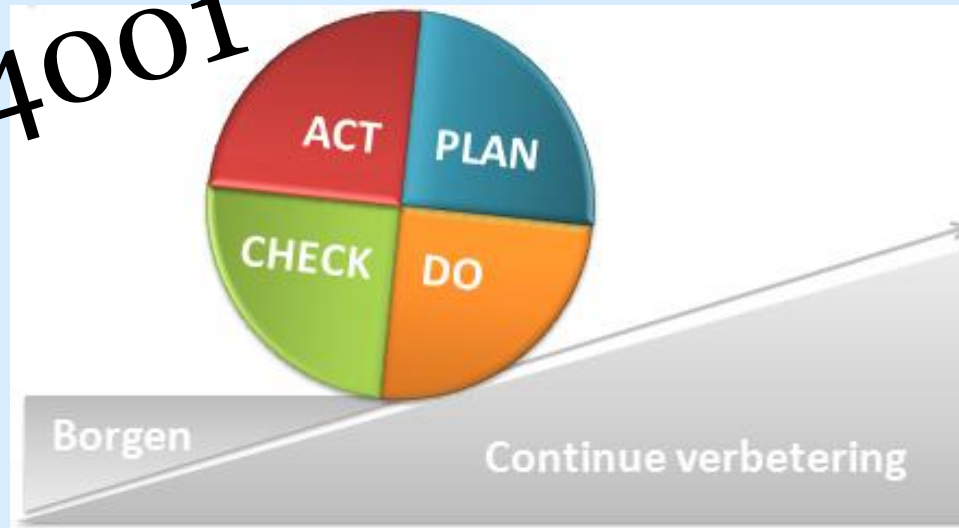 4001
ACT
PLAN
CHECK
DO
Borgen
Continue verbetering